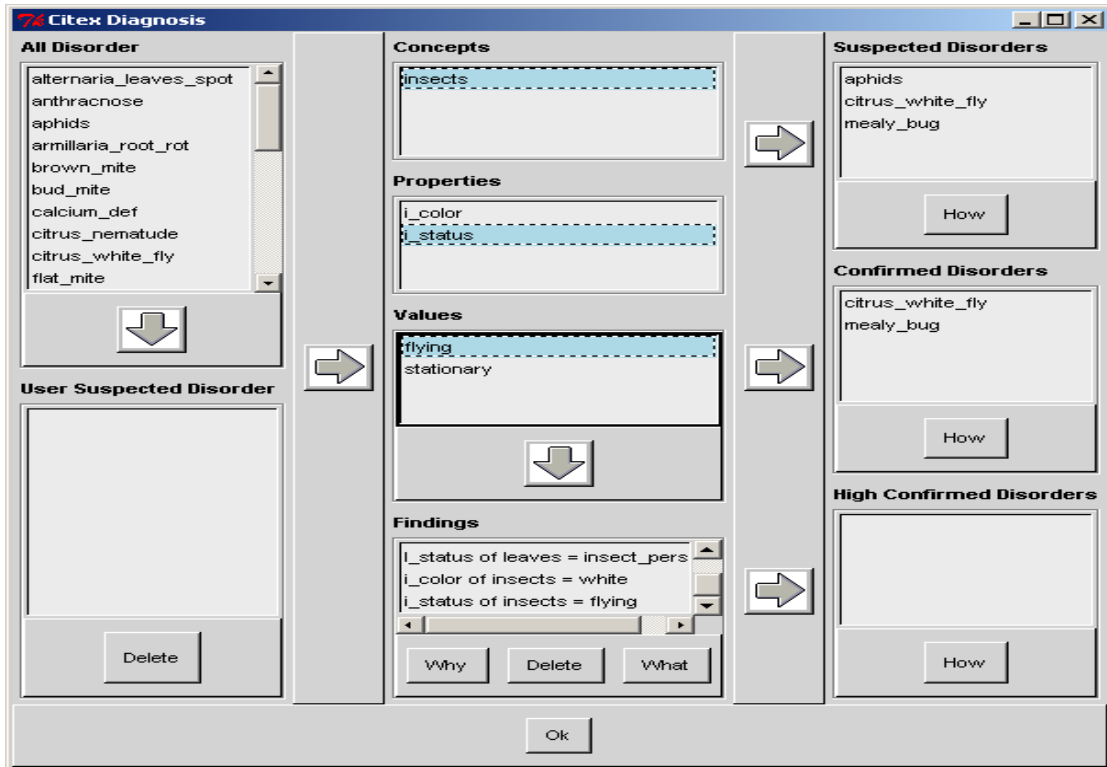 Citex Diagnosis
All Disorder
alternaria_leaves_spot
anthracnose
aphids
armillaria_root_rot
brown_mite
bud_mite
calcium_def
citrus_nematude
citrus_white_fly
flat_mite
User Suspected Disorder
Delete
Concepts
insects
Properties
i_color
i_status
Values
flying
stationary
Findings
l_status of leaves = insect_pers
i_color of insects = white
i_status of insects = flying
Why
Delete
What
Suspected Disorders
aphids
citrus_white_fly
mealy_bug
How
Confirmed Disorders
citrus_white_fly
mealy_bug
How
High Confirmed Disorders
How
Ok